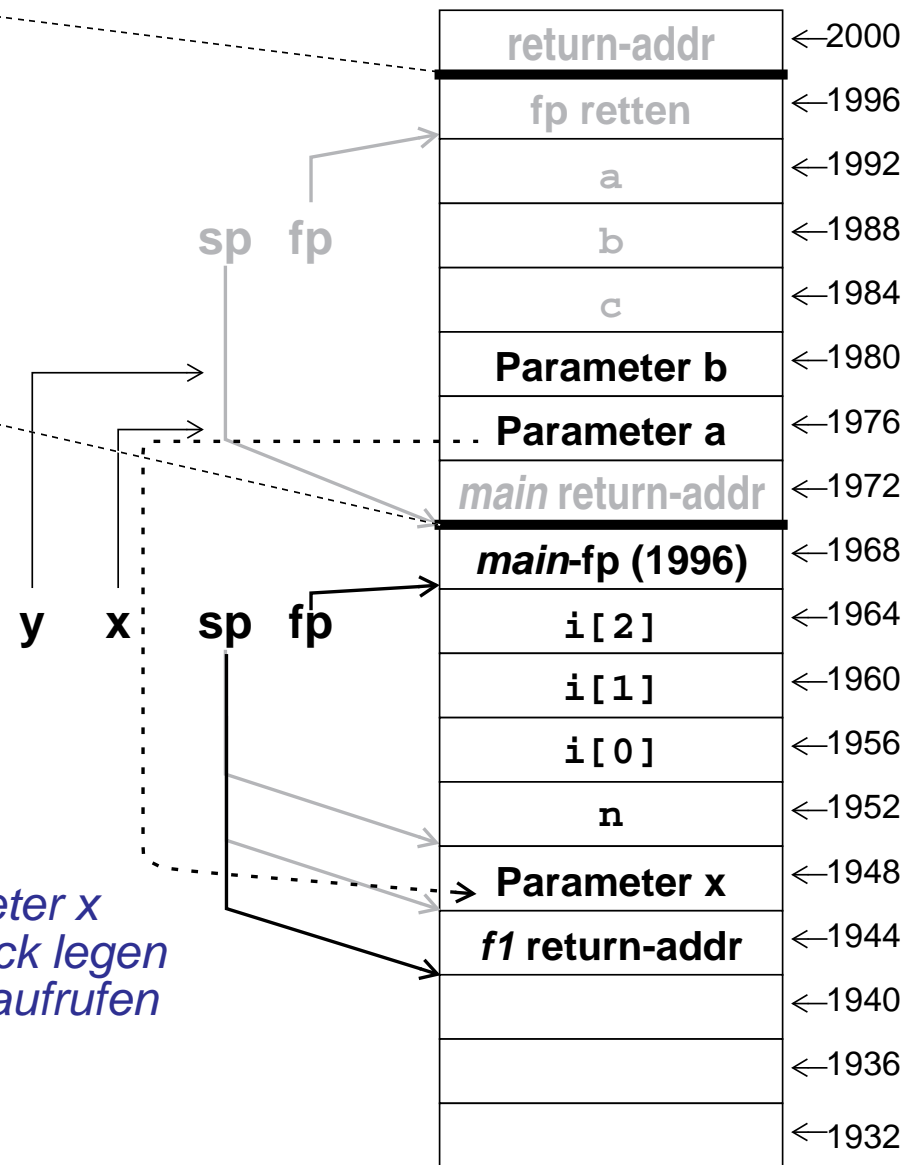 return-addr ←2000
fp retten ←1996
a ←1992
sp fp b ←1988
c ←1984
Parameter b ←1980
Parameter a ←1976
main return-addr ←1972
main-fp (1996) ←1968
y x sp fp i[2] ←1964
i[1] ←1960
i[0] ←1956
n ←1952
Parameter x ←1948
eter x
f1 return-addr ←1944
ck legen
aufrufen
←1940
←1936
←1932